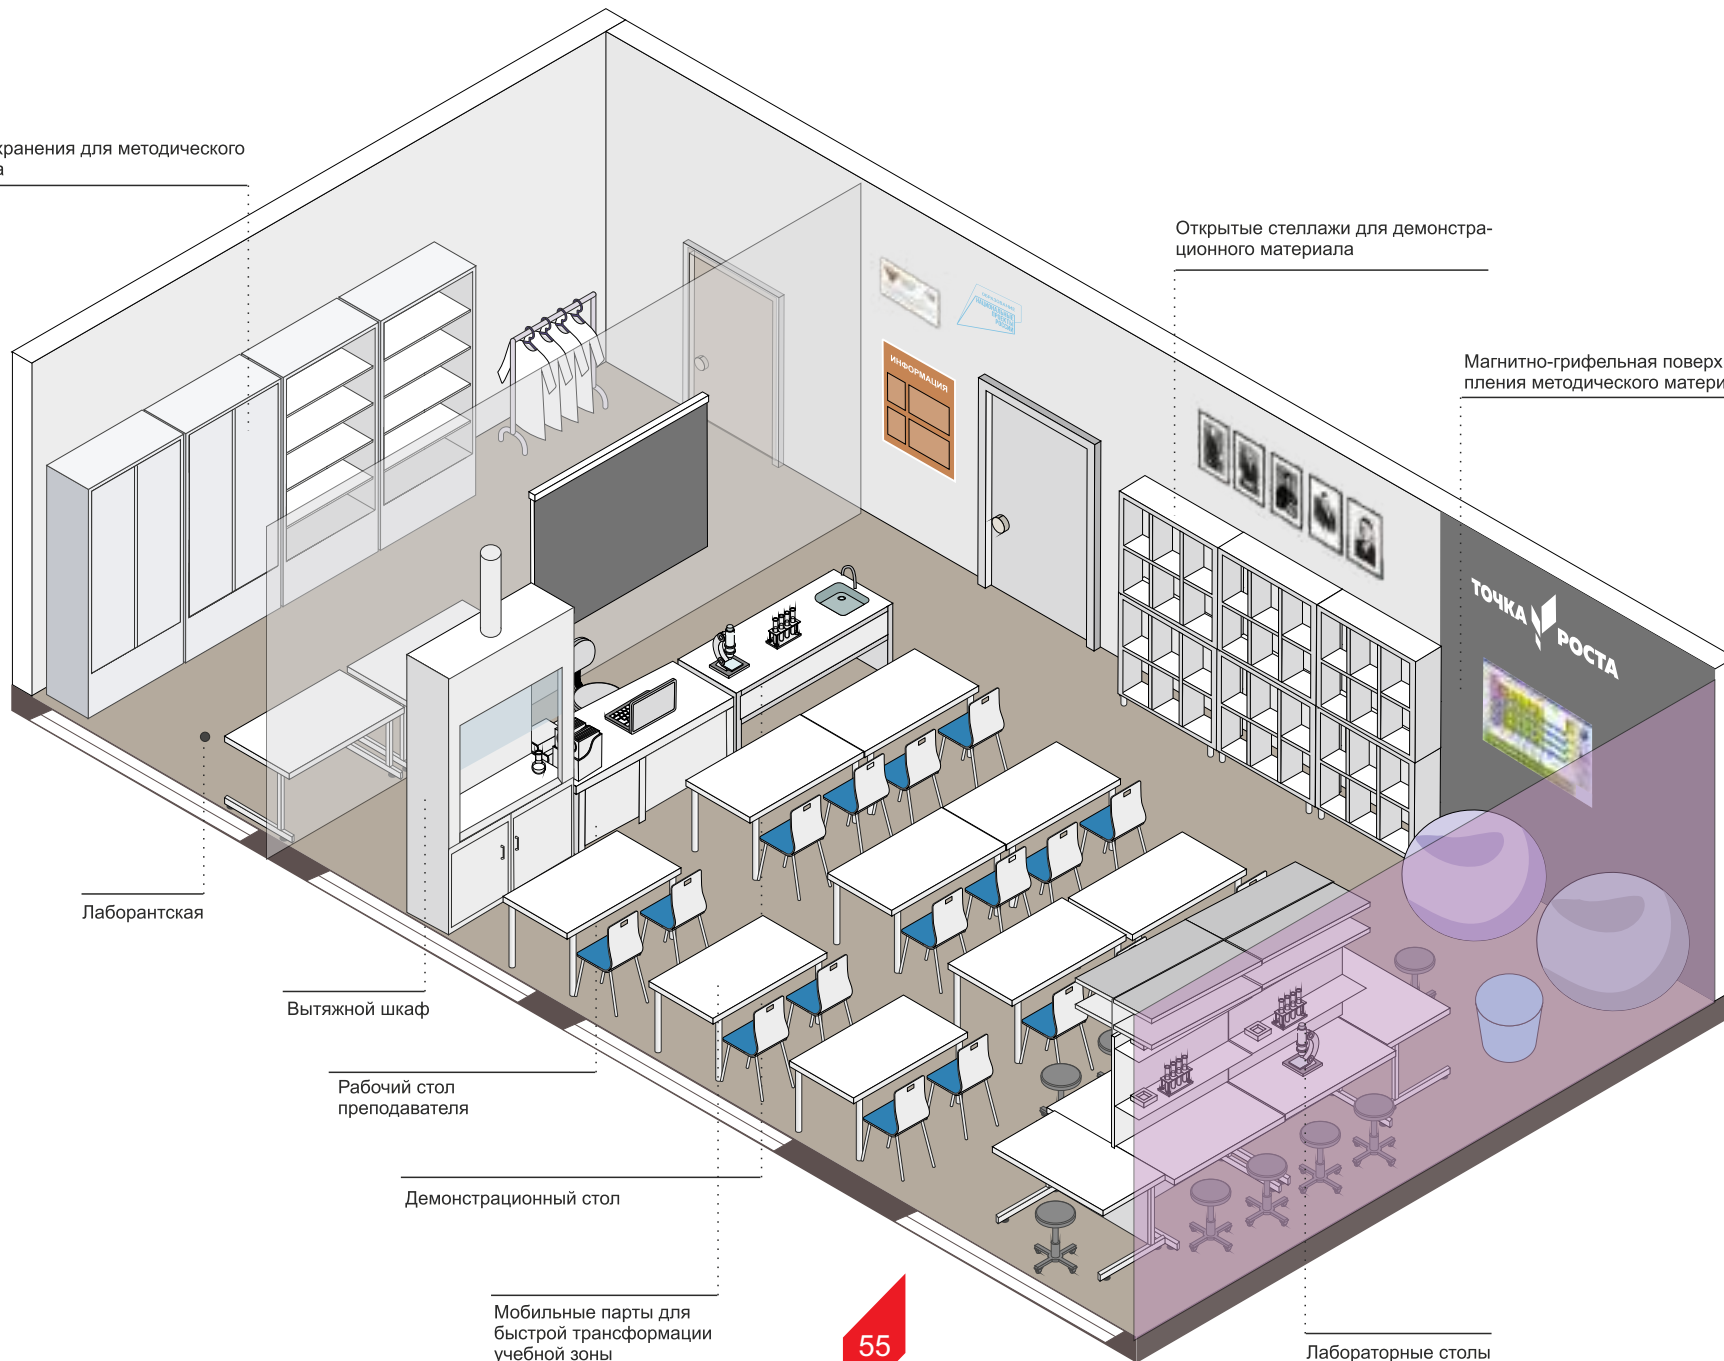 хранения для методического
а
Открытые стеллажи для демонстра-
ционного материала
Магнитно-грифельная поверх
пления методического матери
ИНФОРМАЦИЯ
ТОЧКА
РОСТА
Лаборантская
Вытяжной шкаф
Рабочий стол
преподавателя
Демонстрационный стол
Мобильные парты для
быстрой трансформации
учебной зоны
55
Лабораторные столы